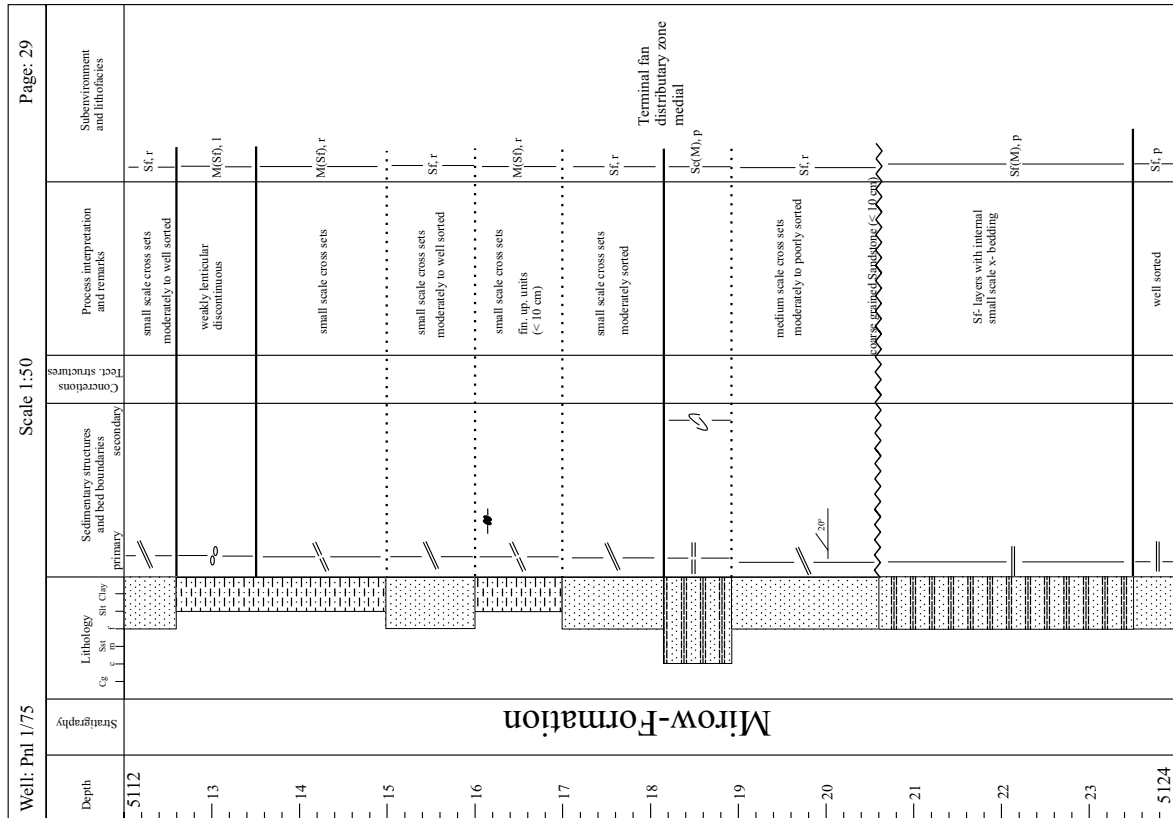 Well: Pnl 1/75
Scale 1:50
Page: 29
Depth
Stratigraphy
Lithology
Cg
c
Sst
m
f
Slt
Clay
Sedimentary structures
and bed boundaries
primary
secondary
Concretions
Tect. structures
Process interpretation
and remarks
Subenvironment
and lithofacies
5112
13
14
15
16
17
18
19
20
21
22
23
5124
Mirow-Formation
20°
small scale cross sets
moderately to well sorted
weakly lenticular
discontinuous
small scale cross sets
small scale cross sets
moderately to well sorted
small scale cross sets
fin. up. units
(< 10 cm)
small scale cross sets
moderately sorted
medium scale cross sets
moderately to poorly sorted
coarse grained Sandstone (< 10 cm)
Sf- layers with internal
small scale x- bedding
well sorted
Sf, r
M(Sf), l
M(Sf), r
Sf, r
M(Sf), r
Sf, r
Sc(M), p
Sf, r
Sf(M), p
Sf, p
Terminal fan
distributary zone
medial